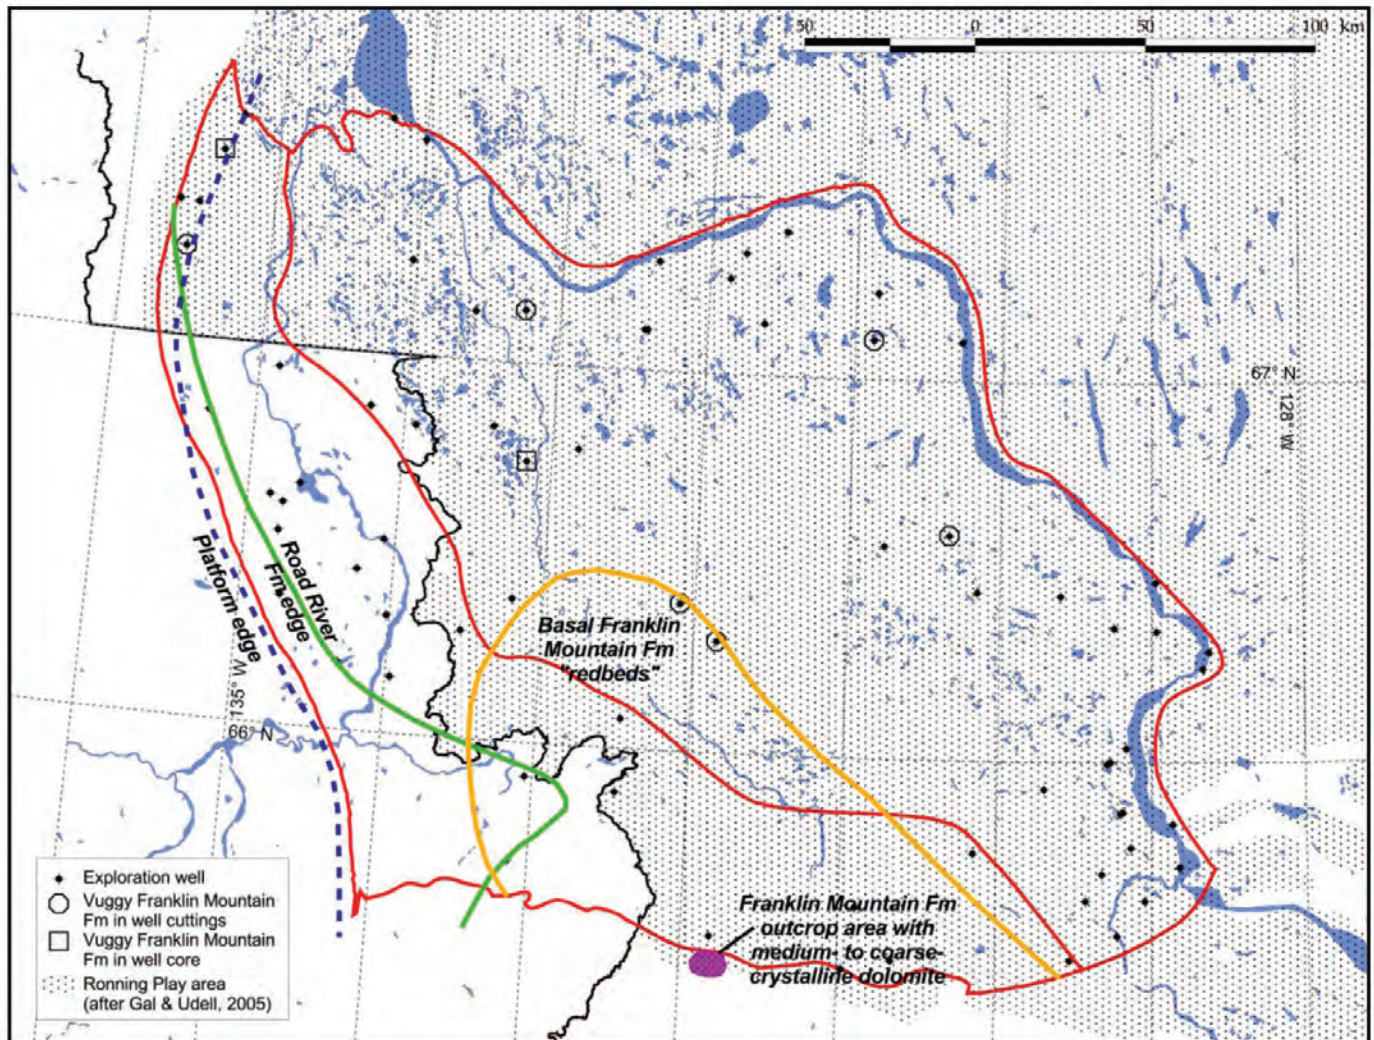 50 0 50 100 km
67° N
128° W
Platform edge
Road River
Fm edge
135° W
66° N
Basal Franklin
Mountain Fm
"redbeds"
Franklin Mountain Fm
outcrop area with
medium- to coarse-
crystalline dolomite
Exploration well
Vuggy Franklin Mountain
Fm in well cuttings
Vuggy Franklin Mountain
Fm in well core
Ronning Play area
(after Gal & Udell, 2005)